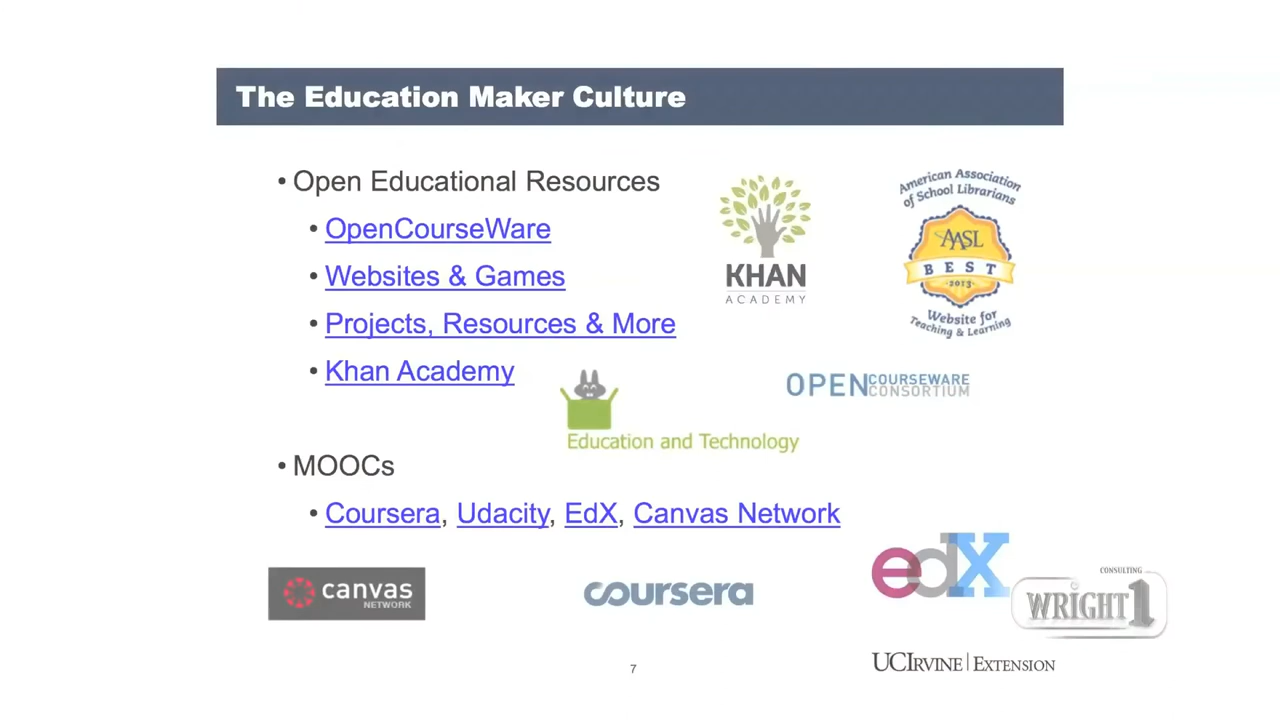 The Education Maker Culture
• Open Educational Resources
• OpenCourseWare
• Websites & Games
• Projects, Resources & More
• Khan Academy
KHAN
ACADEMY
American Association
of School Librarians
AASL
BEST
·2013·
Website for
Teaching & Learning
OPEN COURSEWARE
CONSORTIUM
Education and Technology
• MOOCs
• Coursera, Udacity, EdX, Canvas Network
canvas
NETWORK
coursera
edX
CONSULTING
WRIGHT1
UCIRVINE | EXTENSION
7